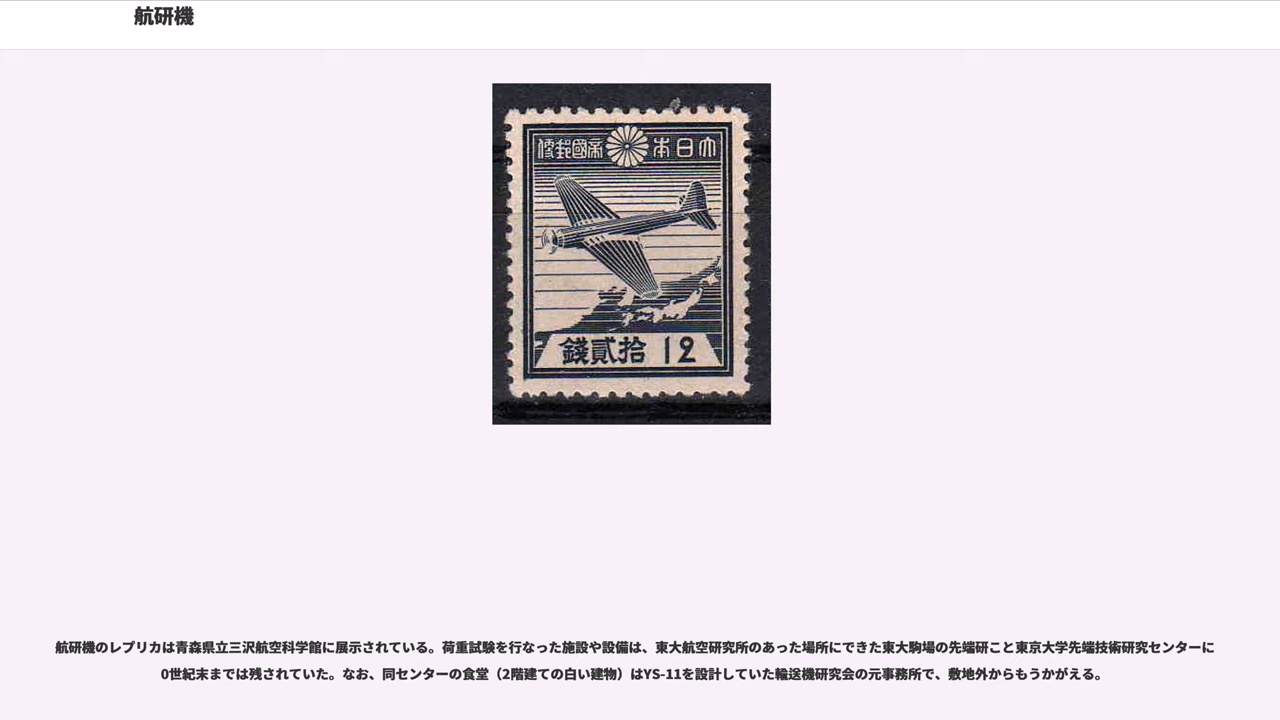 航研機
大日本帝國郵便
拾貳錢
12
航研機のレプリカは青森県立三沢航空科学館に展示されている。荷重試験を行なった施設や設備は、東大航空研究所のあった場所にできた東大駒場の先端研こと東京大学先端技術研究センターに
0世紀末までは残されていた。なお、同センターの食堂（2階建ての白い建物）はYS-11を設計していた輸送機研究会の元事務所で、敷地外からもうかがえる。